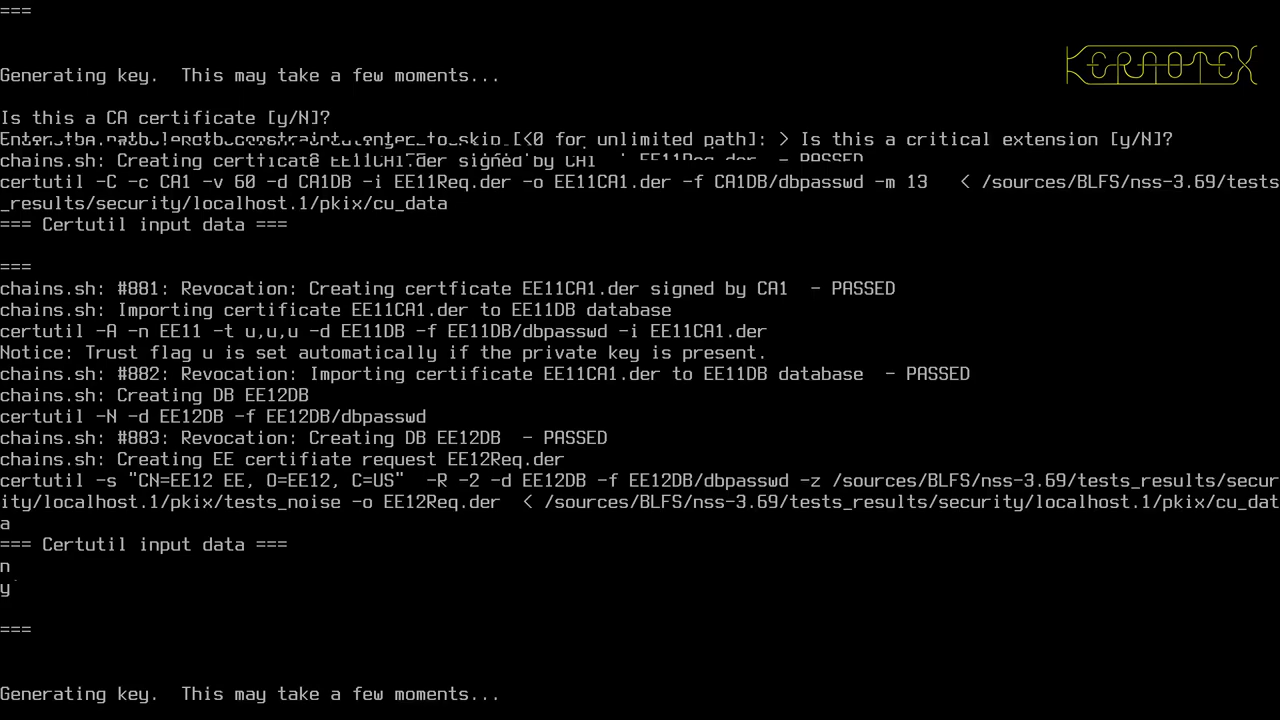 ===
KERNOTEX
Generating key.  This may take a few moments...
Is this a CA certificate [y/N]?
Enter the path length constraint, enter to skip [<0 for unlimited path]: > Is this a critical extension [y/N]?
chains.sh: Creating certficate EE11CA1.der signed by CA1 EE11Req.der  - PASSED
certutil -C -c CA1 -v 60 -d CA1DB -i EE11Req.der -o EE11CA1.der -f CA1DB/dbpasswd -m 13   < /sources/BLFS/nss-3.69/tests
_results/security/localhost.1/pkix/cu_data
=== Certutil input data ===
===
chains.sh: #881: Revocation: Creating certficate EE11CA1.der signed by CA1  - PASSED
chains.sh: Importing certificate EE11CA1.der to EE11DB database
certutil -A -n EE11 -t u,u,u -d EE11DB -f EE11DB/dbpasswd -i EE11CA1.der
Notice: Trust flag u is set automatically if the private key is present.
chains.sh: #882: Revocation: Importing certificate EE11CA1.der to EE11DB database  - PASSED
chains.sh: Creating DB EE12DB
certutil -N -d EE12DB -f EE12DB/dbpasswd
chains.sh: #883: Revocation: Creating DB EE12DB  - PASSED
chains.sh: Creating EE certifiate request EE12Req.der
certutil -s "CN=EE12 EE, O=EE12, C=US"  -R -2 -d EE12DB -f EE12DB/dbpasswd -z /sources/BLFS/nss-3.69/tests_results/secur
ity/localhost.1/pkix/tests_noise -o EE12Req.der  < /sources/BLFS/nss-3.69/tests_results/security/localhost.1/pkix/cu_dat
a
=== Certutil input data ===
n
y
===
Generating key.  This may take a few moments...